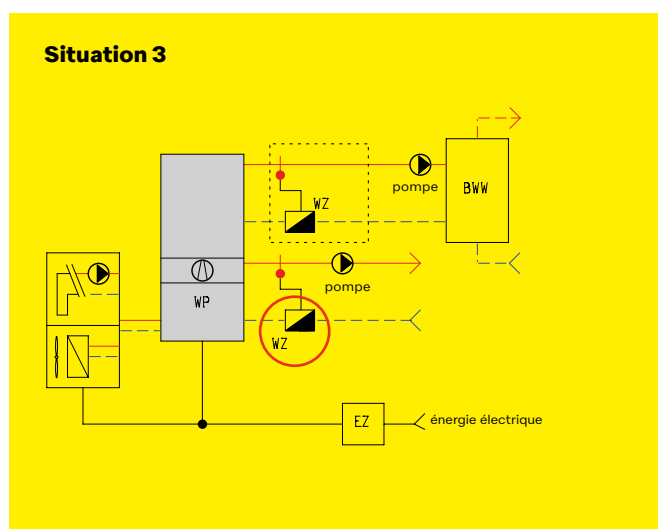 Situation 3
WZ
pompe
BWW
WP
pompe
WZ
EZ
énergie électrique